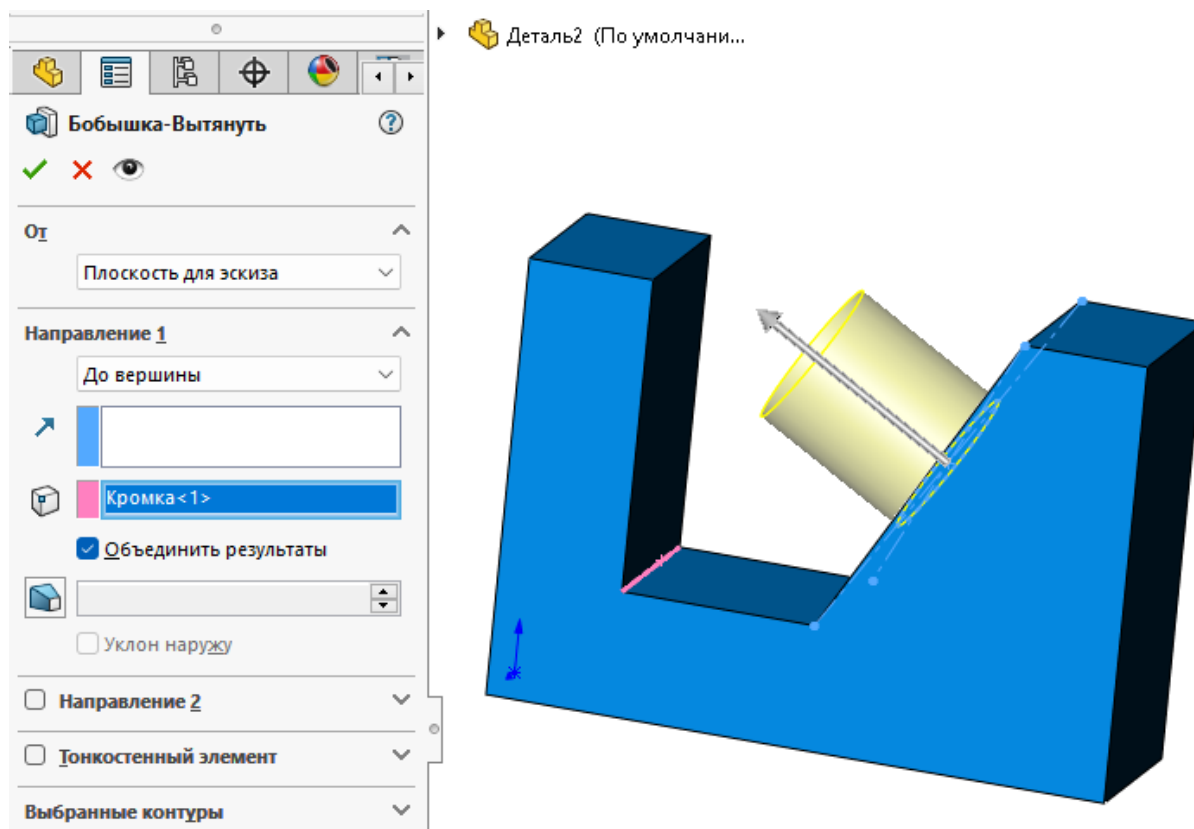 Деталь2 (По умолчани...
Бобышка-Вытянуть
От
Плоскость для эскиза
Направление 1
До вершины
Кромка<1>
Объединить результаты
Уклон наружу
Направление 2
Тонкостенный элемент
Выбранные контуры